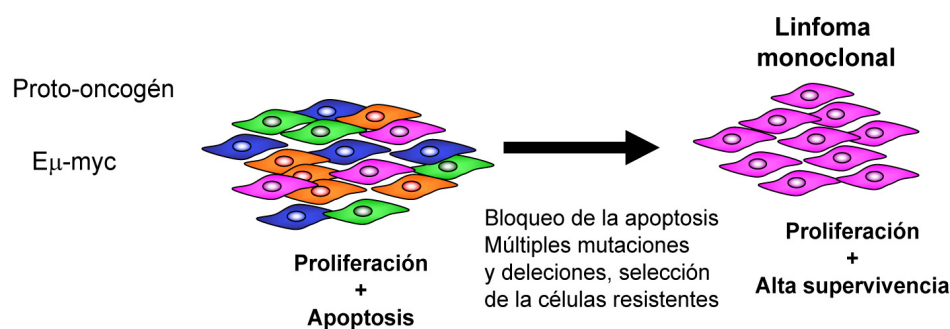 Proto-oncogén
Eμ-myc
Proliferación
+
Apoptosis
Bloqueo de la apoptosis
Múltiples mutaciones
y deleciones, selección
de la células resistentes
Linfoma
monoclonal
Proliferación
+
Alta supervivencia